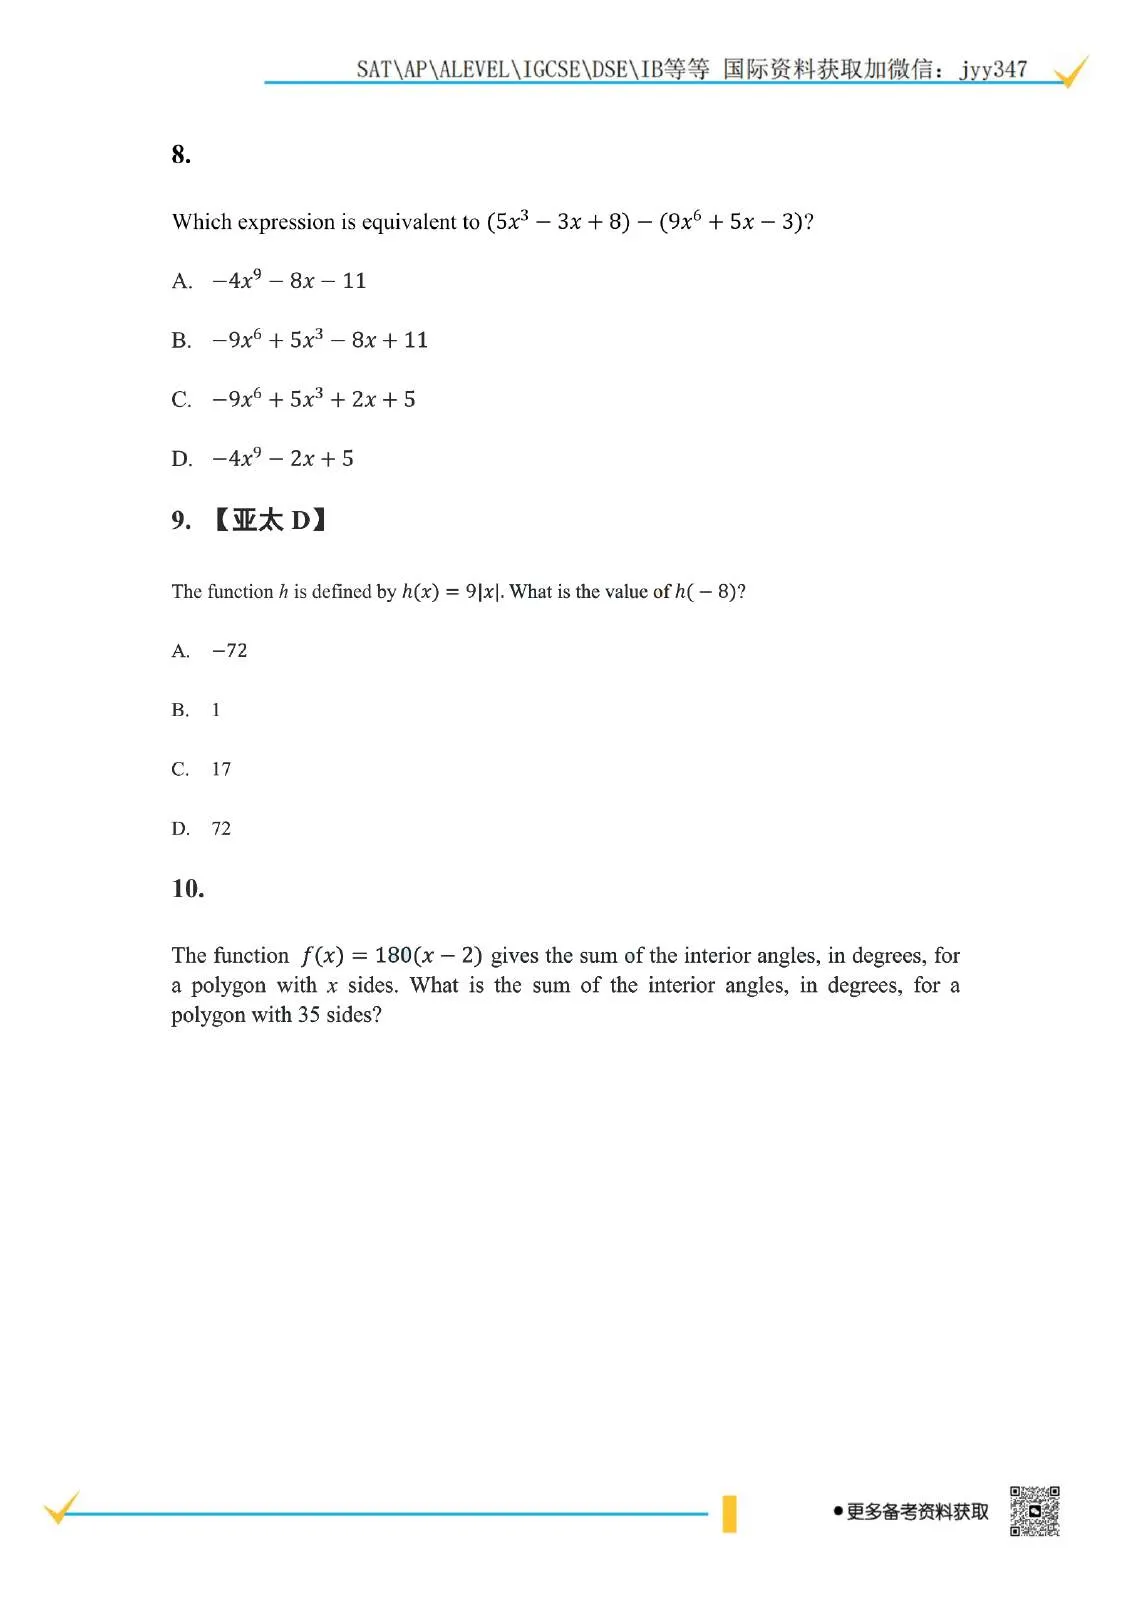 SAT\AP\ALEVEL\IGCSE\DSE\IB等等 国际资料获取加微信：jyy347
8.
Which expression is equivalent to (5x³ − 3x + 8) − (9x⁶ + 5x − 3)?
A. −4x⁹ − 8x − 11
B. −9x⁶ + 5x³ − 8x + 11
C. −9x⁶ + 5x³ + 2x + 5
D. −4x⁹ − 2x + 5
9. 【亚太 D】
The function h is defined by h(x) = 9|x|. What is the value of h( − 8)?
A. −72
B. 1
C. 17
D. 72
10.
The function f(x) = 180(x − 2) gives the sum of the interior angles, in degrees, for
a polygon with x sides. What is the sum of the interior angles, in degrees, for a
polygon with 35 sides?
●更多备考资料获取